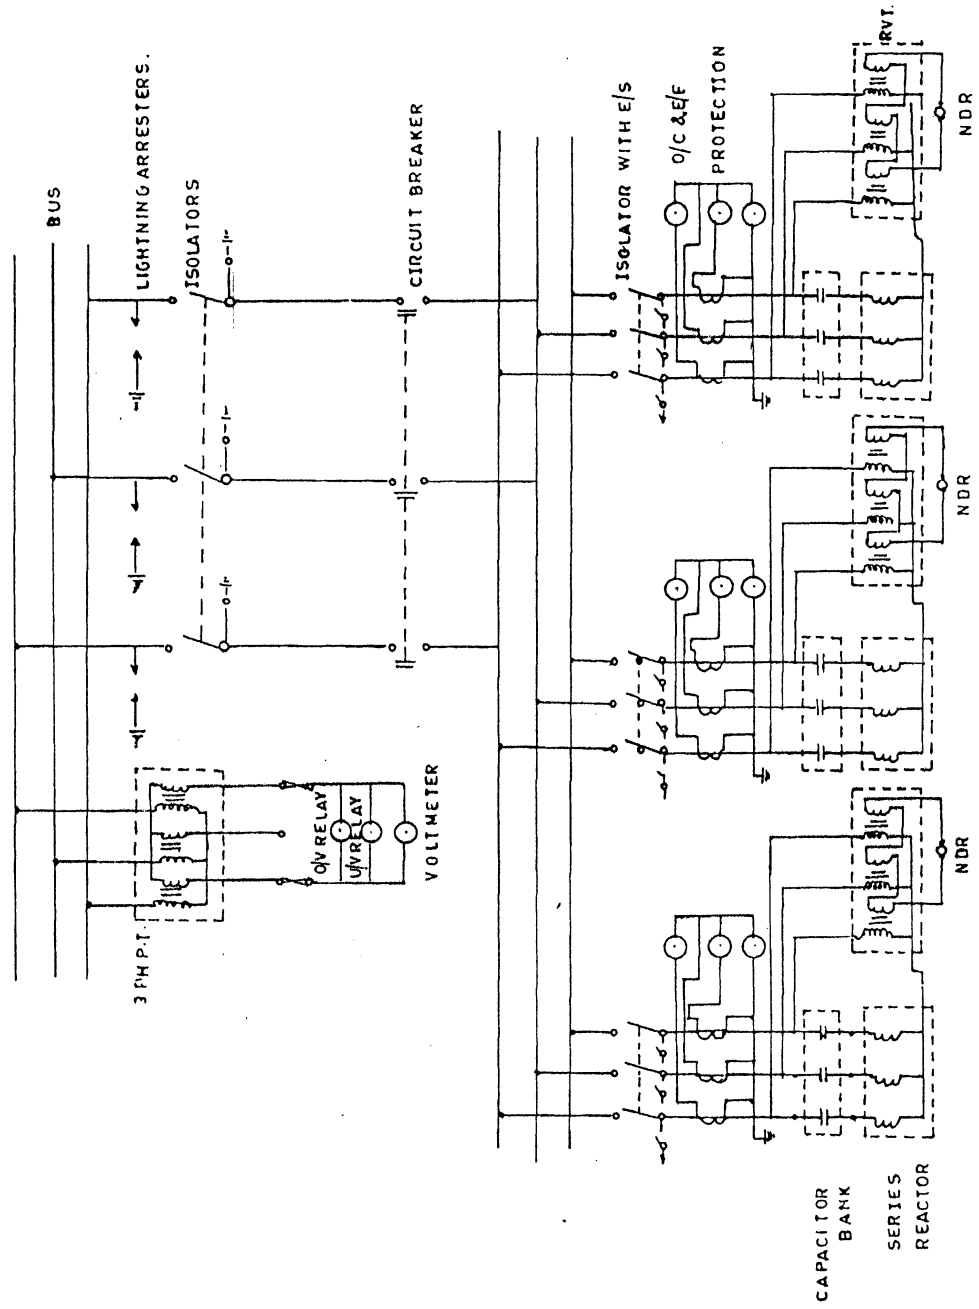 BUS
LIGHTNING ARRESTERS.
ISOLATORS
CIRCUIT BREAKER
3 PH P.T.
O/V RELAY
U/V RELAY
VOLTMETER
ISOLATOR WITH E/S
O/C & E/F
PROTECTION
RVT.
NDR
NDR
NDR
CAPACITOR
BANK
SERIES
REACTOR